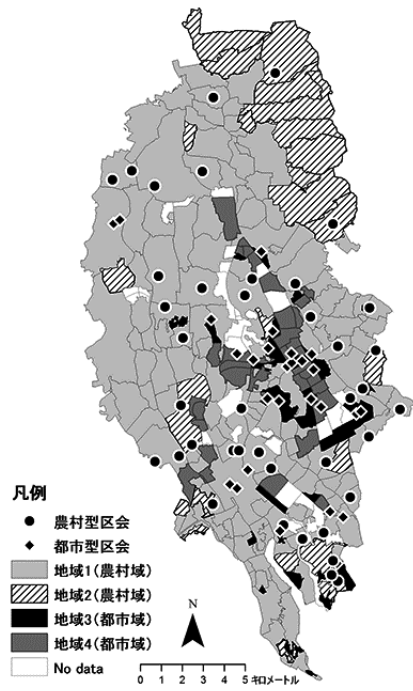 凡例
農村型区会
都市型区会
地域1(農村域)
地域2(農村域)
地域3(都市域)
地域4(都市域)
No data
N
0 1 2 3 4 5 キロメートル